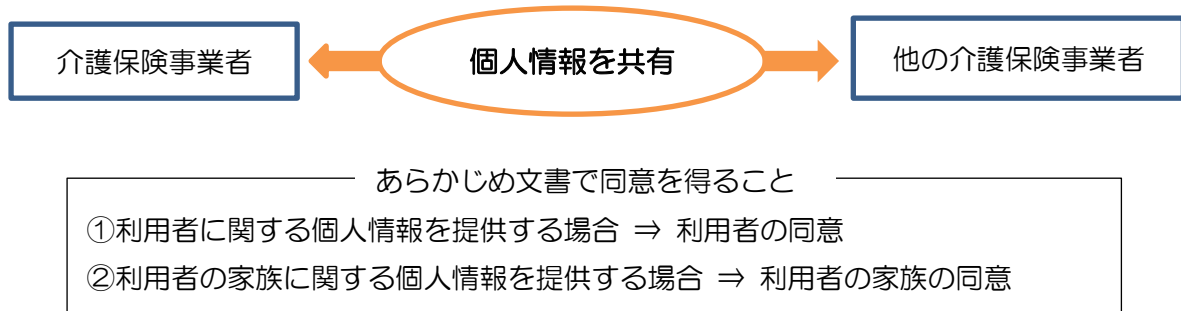 介護保険事業者
個人情報を共有
他の介護保険事業者
あらかじめ文書で同意を得ること
①利用者に関する個人情報を提供する場合 ⇒ 利用者の同意
②利用者の家族に関する個人情報を提供する場合 ⇒ 利用者の家族の同意